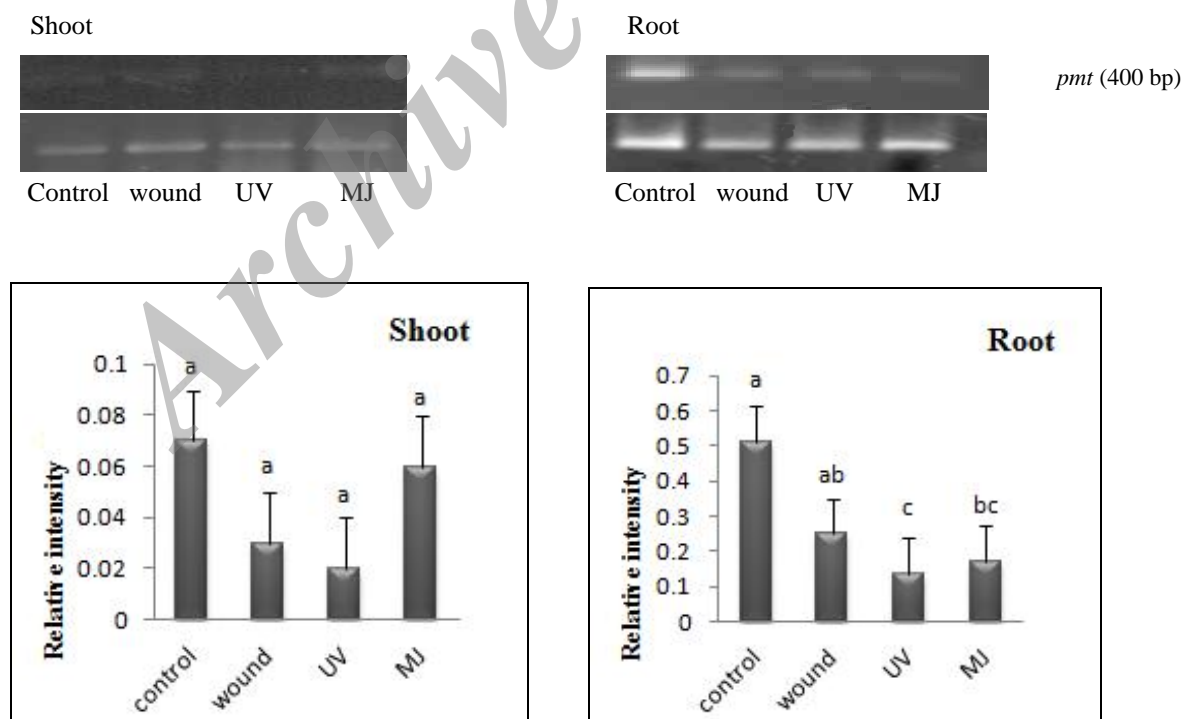 Shoot
Root
pmt (400 bp)
Control wound UV MJ
Control wound UV MJ
Archive
Shoot
Relative intensity
0.1
0.08
0.06
0.04
0.02
0
a
a
a
a
control
wound
UV
MJ
Root
Relative intensity
0.7
0.6
0.5
0.4
0.3
0.2
0.1
0
a
ab
c
bc
control
wound
UV
MJ